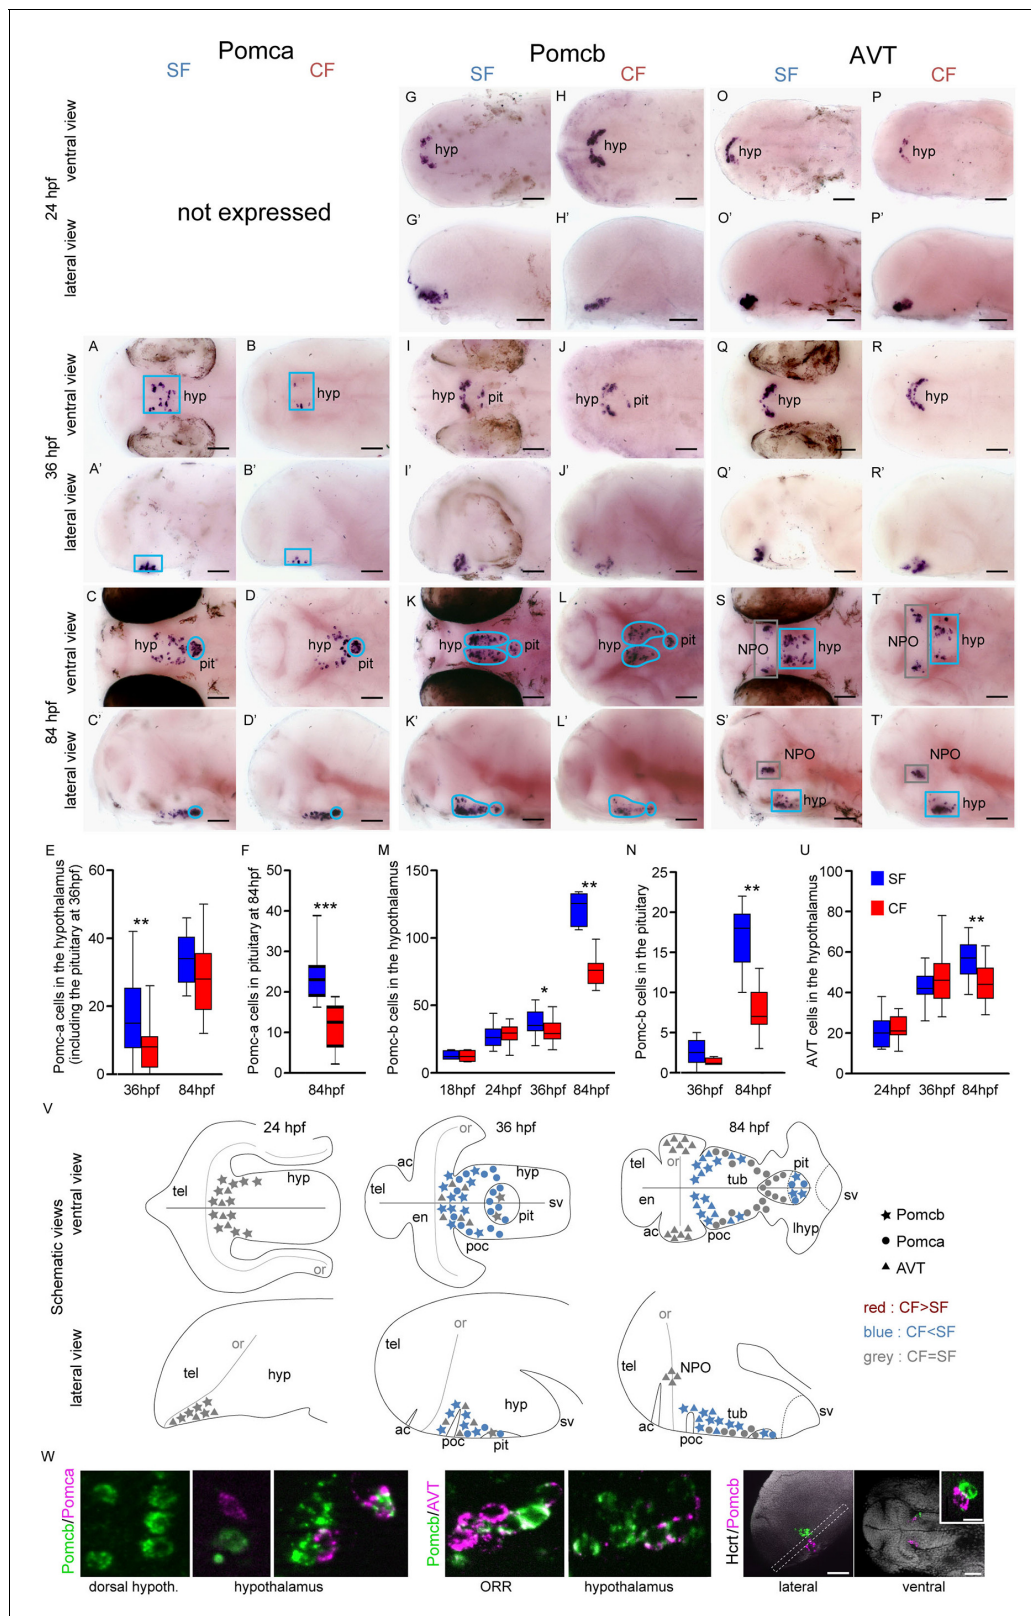 Pomca
Pomcb
AVT
SF
CF
SF
CF
SF
CF
24 hpf
ventral view
lateral view
not expressed
G
hyp
H
hyp
O
hyp
P
hyp
G'
H'
O'
P'
36 hpf
ventral view
lateral view
A
hyp
B
hyp
I
hyp
pit
J
hyp
pit
Q
hyp
R
hyp
A'
B'
I'
J'
Q'
R'
84 hpf
ventral view
lateral view
C
hyp
pit
D
hyp
pit
K
hyp
pit
L
hyp
pit
S
NPO
hyp
T
NPO
hyp
C'
D'
K'
L'
S'
NPO
hyp
T'
NPO
hyp
E
Pomc-a cells in the hypothalamus
(including the pituitary at 36hpf)
60
40
20
0
**
36hpf
84hpf
F
Pomc-a cells in pituitary at 84hpf
50
40
30
20
10
0
***
84hpf
M
Pomc-b cells in the hypothalamus
150
100
50
0
*
**
18hpf
24hpf
36hpf
84hpf
N
Pomc-b cells in the pituitary
25
20
15
10
5
0
**
36hpf
84hpf
U
AVT cells in the hypothalamus
100
80
60
40
20
0
SF
CF
**
24hpf
36hpf
84hpf
V
Schematic views
ventral view
24 hpf
tel
hyp
or
36 hpf
or
ac
tel
hyp
en
pit
sv
poc
84 hpf
tel
or
pit
tub
en
sv
ac
poc
lhyp
Pomcb
Pomca
AVT
red : CF>SF
blue : CF<SF
grey : CF=SF
lateral view
or
tel
hyp
or
tel
hyp
ac
poc
pit
sv
or
tel
NPO
tub
ac
poc
sv
W
Pomcb/Pomca
dorsal hypoth.
hypothalamus
Pomcb/AVT
ORR
hypothalamus
Hcrt/Pomcb
lateral
ventral